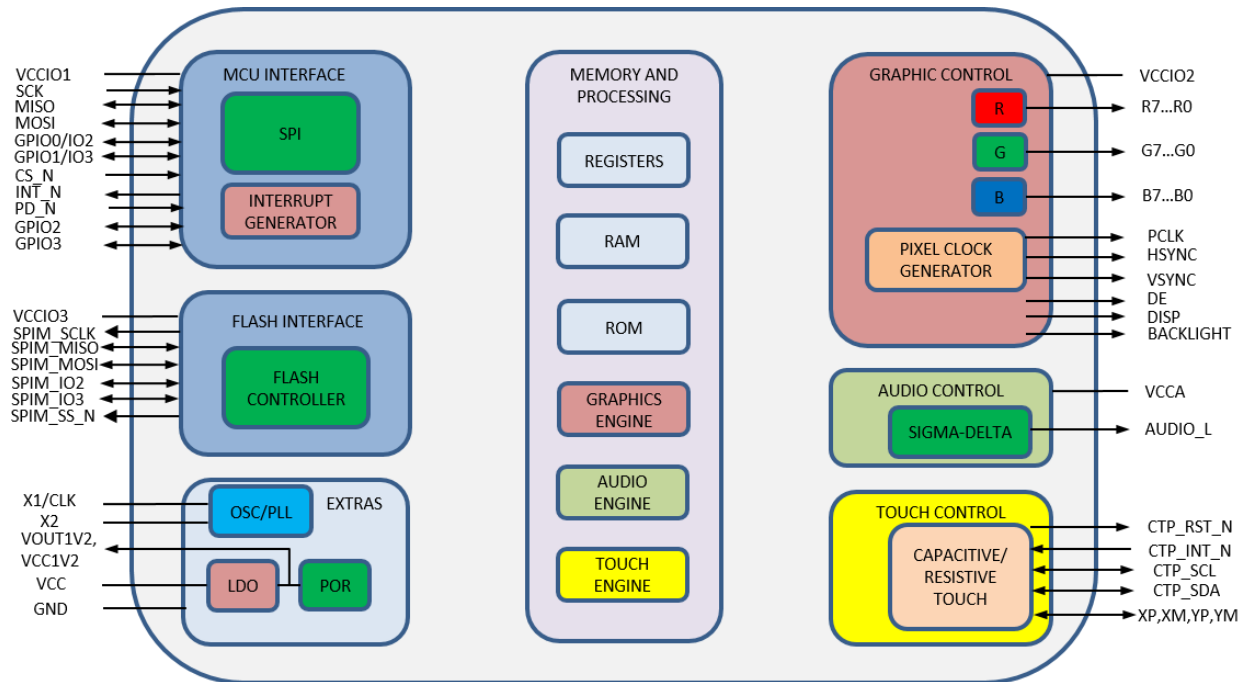 MCU INTERFACE
VCCIO1
SCK
MISO
MOSI
GPIO0/IO2
GPIO1/IO3
CS_N
INT_N
PD_N
GPIO2
GPIO3
SPI
INTERRUPT
GENERATOR
FLASH INTERFACE
VCCIO3
SPIM_SCLK
SPIM_MISO
SPIM_MOSI
SPIM_IO2
SPIM_IO3
SPIM_SS_N
FLASH
CONTROLLER
X1/CLK
X2
VOUT1V2,
VCC1V2
VCC
GND
OSC/PLL
EXTRAS
LDO
POR
MEMORY AND
PROCESSING
REGISTERS
RAM
ROM
GRAPHICS
ENGINE
AUDIO
ENGINE
TOUCH
ENGINE
GRAPHIC CONTROL
R
G
B
PIXEL CLOCK
GENERATOR
VCCIO2
R7...R0
G7...G0
B7...B0
PCLK
HSYNC
VSYNC
DE
DISP
BACKLIGHT
AUDIO CONTROL
SIGMA-DELTA
VCCA
AUDIO_L
TOUCH CONTROL
CAPACITIVE/
RESISTIVE
TOUCH
CTP_RST_N
CTP_INT_N
CTP_SCL
CTP_SDA
XP,XM,YP,YM